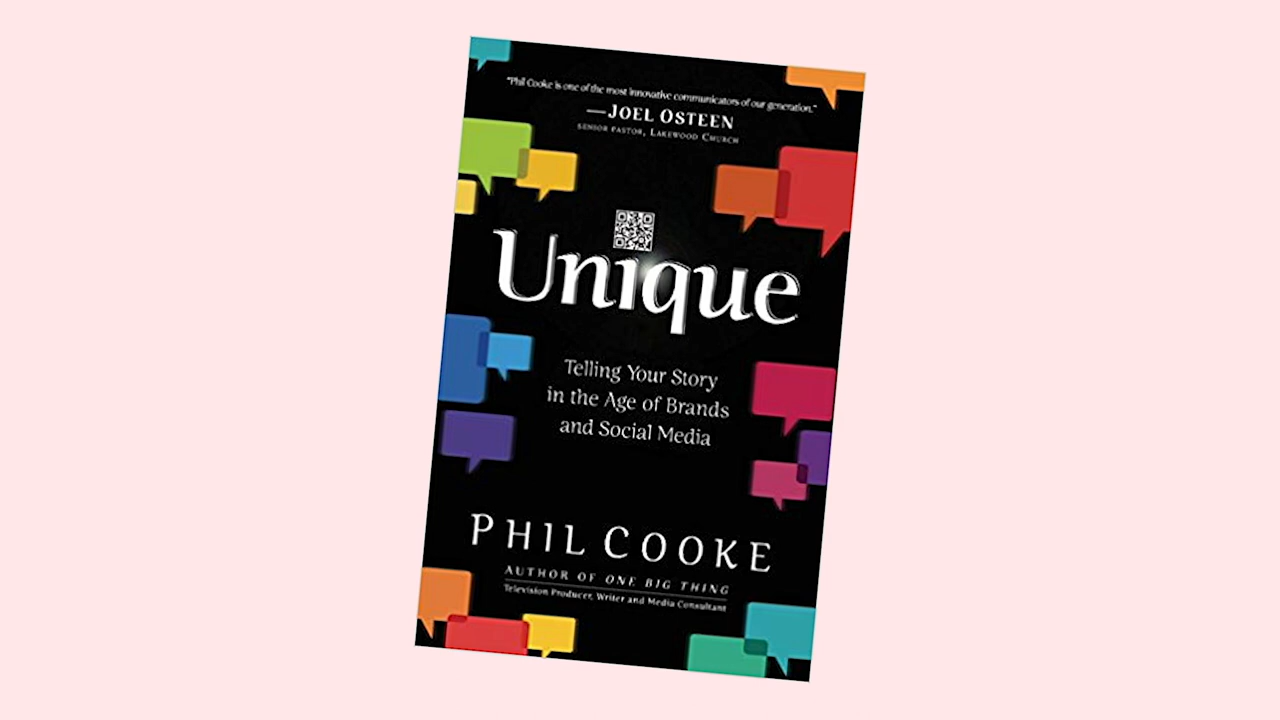 "Phil Cooke is one of the most innovative communicators of our generation."
—JOEL OSTEEN
SENIOR PASTOR, LAKEWOOD CHURCH
Unique
Telling Your Story
in the Age of Brands
and Social Media
PHIL COOKE
AUTHOR OF ONE BIG THING
Television Producer, Writer and Media Consultant